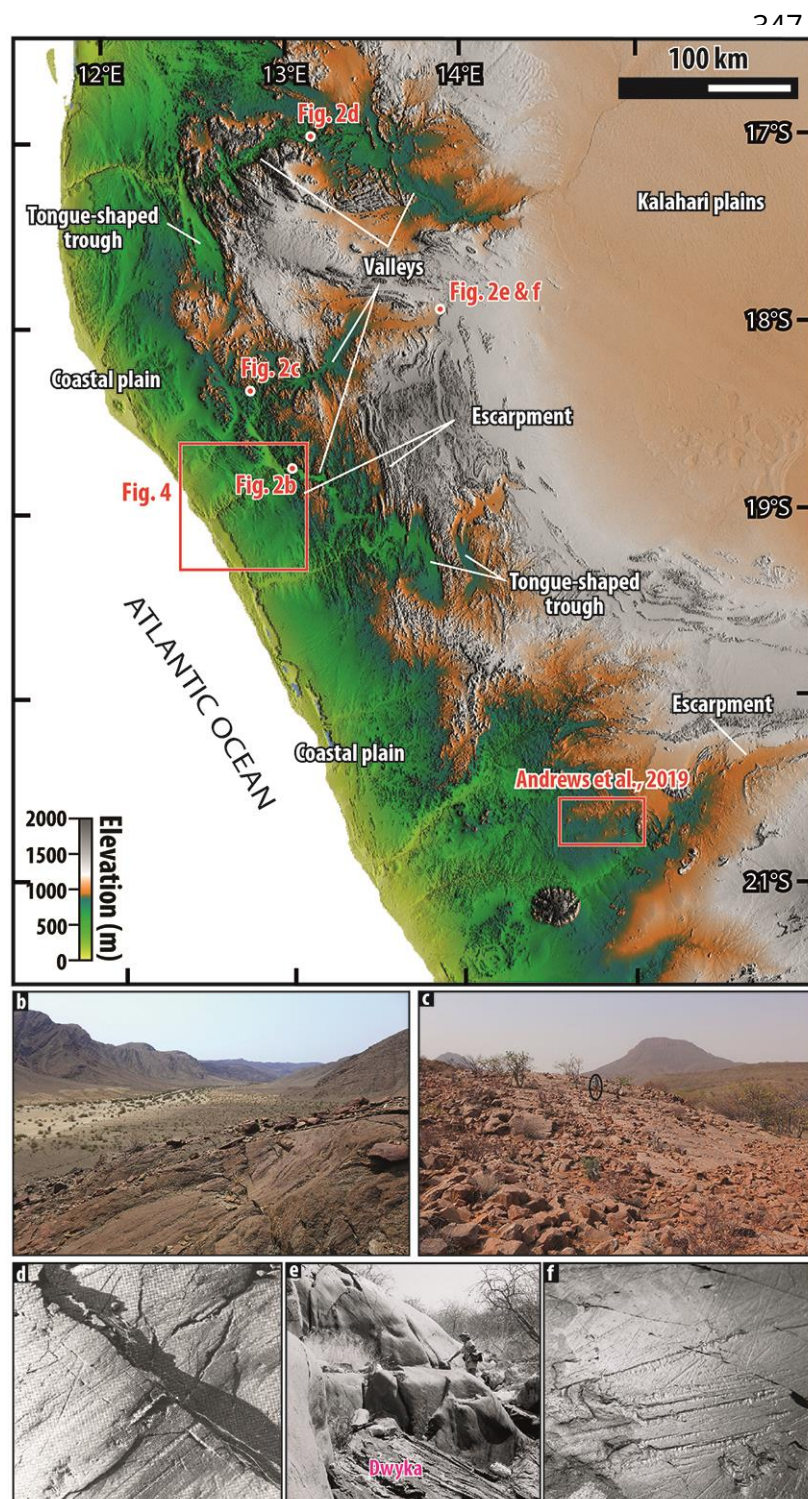 347
12°E
13°E
14°E
100 km
Fig. 2d
17°S
Kalahari plains
Tongue-shaped
trough
Valleys
Fig. 2e & f
18°S
Coastal plain
Fig. 2c
Escarpment
Fig. 4
Fig. 2b
19°S
Tongue-shaped
trough
ATLANTIC OCEAN
Escarpment
Coastal plain
Andrews et al., 2019
2000
1500
1000
500
0
Elevation (m)
21°S
b
c
d
e
f
Dwyka